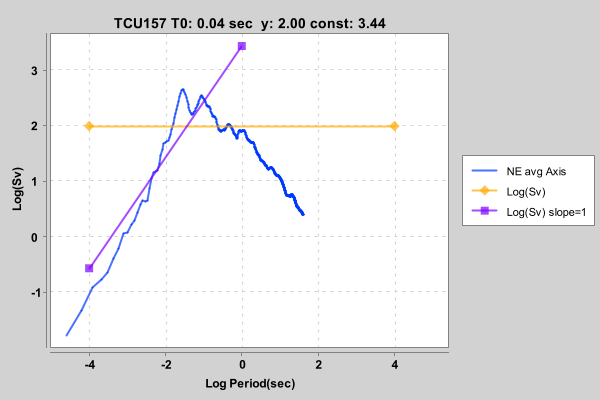 TCU157 T0: 0.04 sec y: 2.00 const: 3.44
3
2
1
0
-1
Log(Sv)
-4
-2
0
2
4
Log Period(sec)
NE avg Axis
Log(Sv)
Log(Sv) slope=1